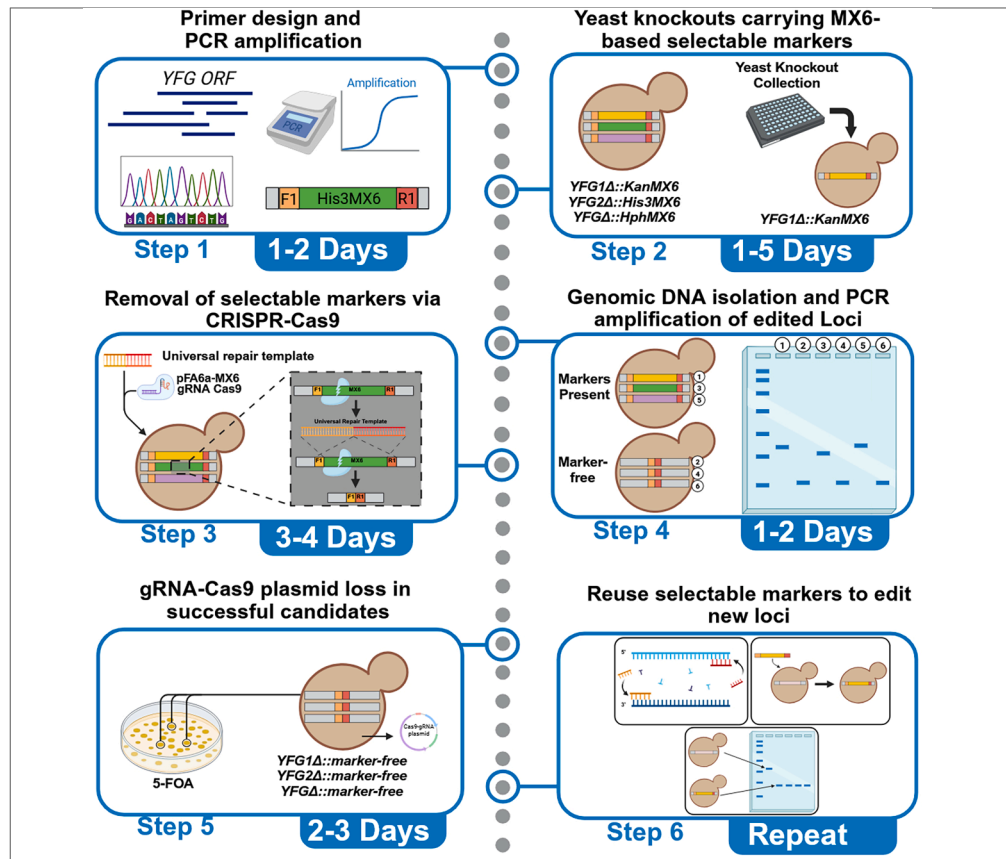 Primer design and
PCR amplification
YFG ORF
Amplification
PCR
F1 His3MX6 R1
G A C T A G T C T
Step 1
1-2 Days
Yeast knockouts carrying MX6-
based selectable markers
Yeast Knockout
Collection
YFG1Δ::KanMX6
YFG2Δ::His3MX6
YFGΔ::HphMX6
YFG1Δ::KanMX6
Step 2
1-5 Days
Removal of selectable markers via
CRISPR-Cas9
Universal repair template
pFA6a-MX6
gRNA Cas9
F1 MX6 R1
Universal Repair Template
F1 MX6 R1
F1 R1
Step 3
3-4 Days
Genomic DNA isolation and PCR
amplification of edited Loci
1 2 3 4 5 6
Markers
Present
1
3
5
Marker-
free
2
4
6
Step 4
1-2 Days
gRNA-Cas9 plasmid loss in
successful candidates
Cas9-gRNA
plasmid
5-FOA
YFG1Δ::marker-free
YFG2Δ::marker-free
YFGΔ::marker-free
Step 5
2-3 Days
Reuse selectable markers to edit
new loci
5'
3'
Step 6
Repeat